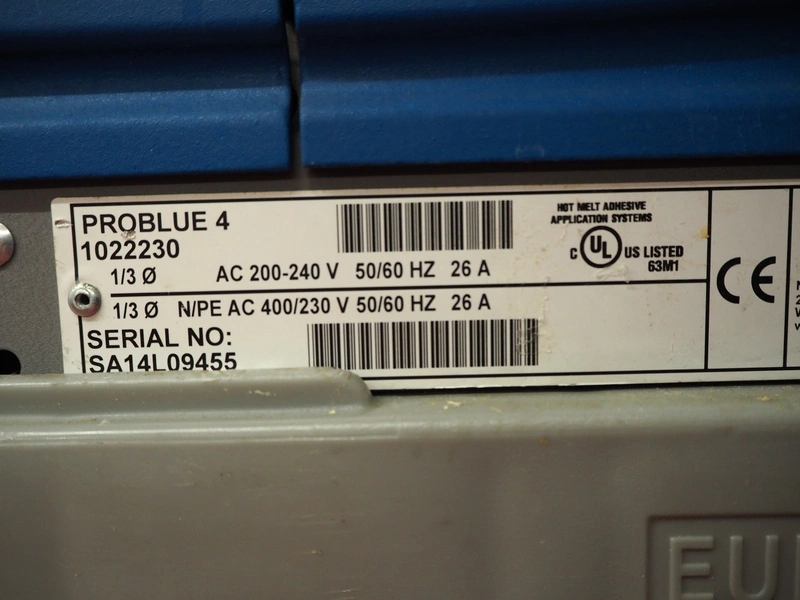 PROBLUE 4
1022230
HOT MELT ADHESIVE
APPLICATION SYSTEMS
C UL US LISTED
63M1
1/3 Ø AC 200-240 V 50/60 HZ 26 A
CE
1/3 Ø N/PE AC 400/230 V 50/60 HZ 26 A
SERIAL NO:
SA14L09455